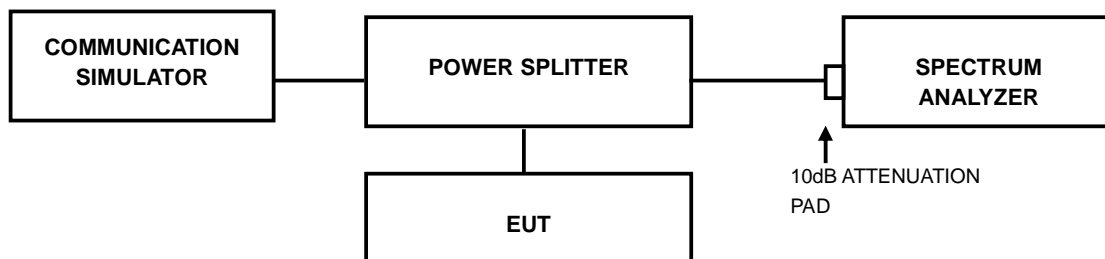 COMMUNICATION
SIMULATOR
POWER SPLITTER
SPECTRUM
ANALYZER
10dB ATTENUATION
PAD
EUT